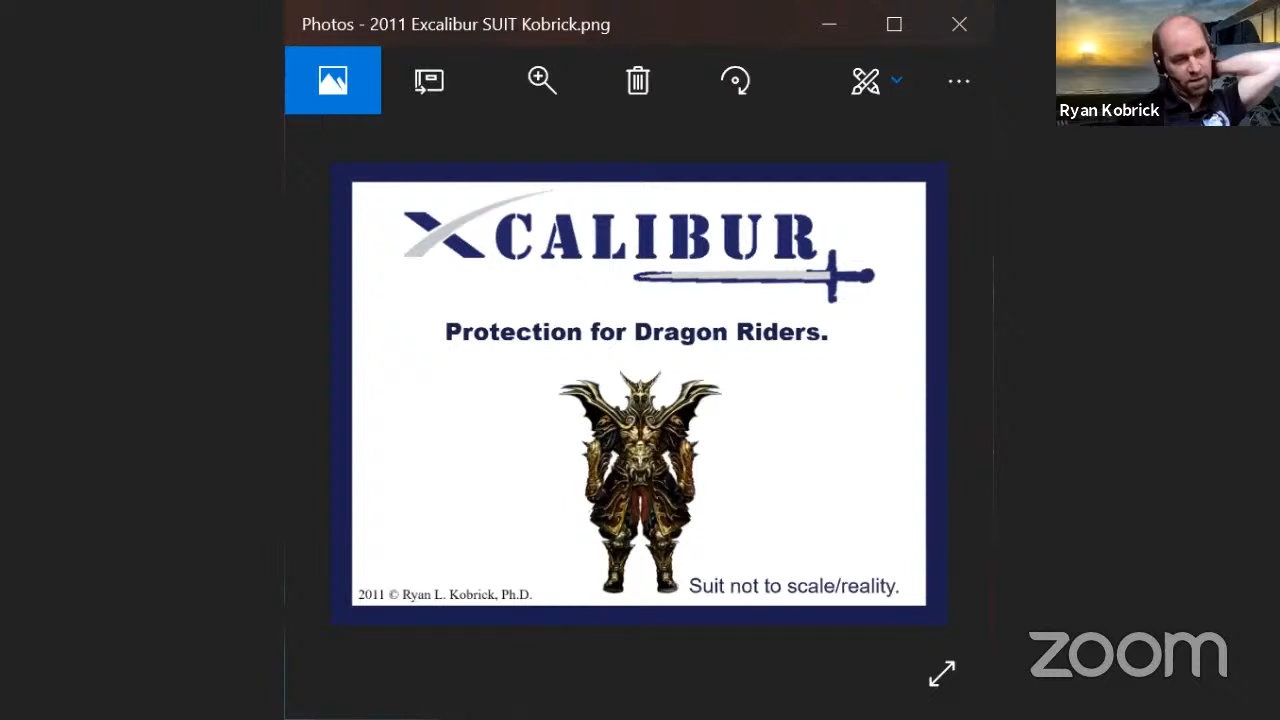 Photos - 2011 Excalibur SUIT Kobrick.png
Ryan Kobrick
XCALIBUR
Protection for Dragon Riders.
Suit not to scale/reality.
2011 © Ryan L. Kobrick, Ph.D.
zoom